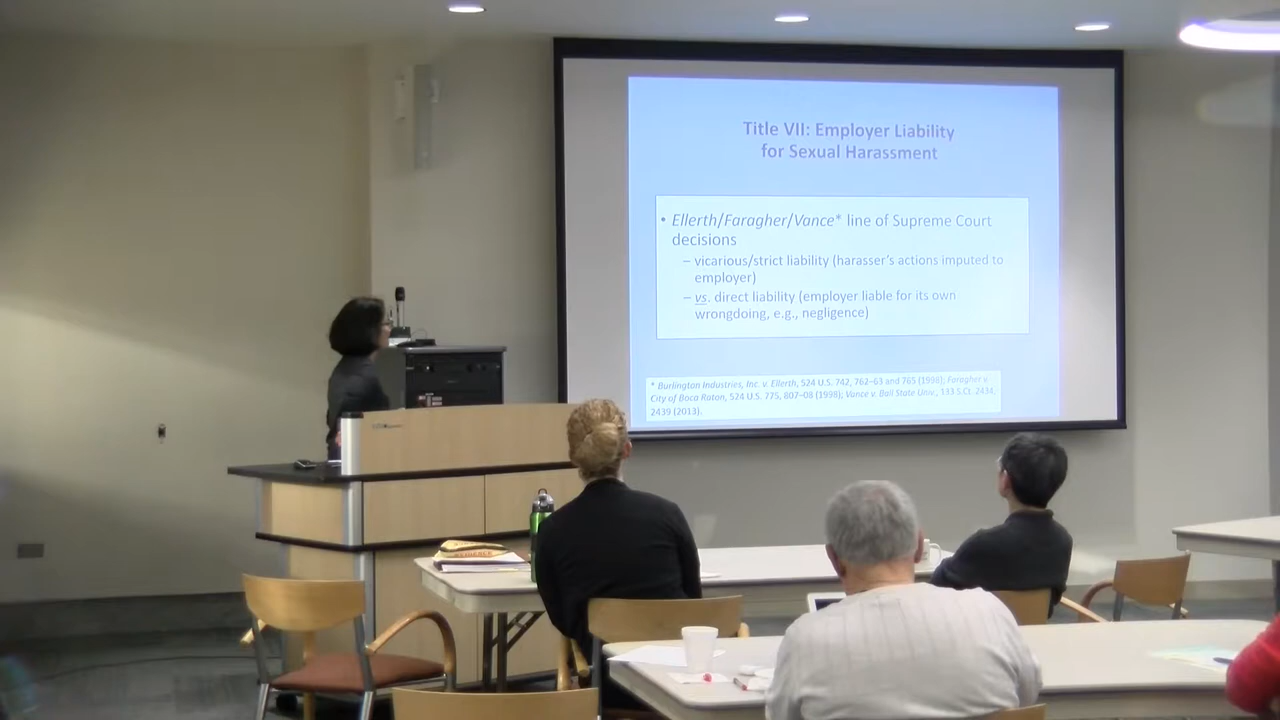 Title VII: Employer Liability
for Sexual Harassment
• Ellerth/Faragher/Vance* line of Supreme Court
decisions
– vicarious/strict liability (harasser's actions imputed to
employer)
– vs. direct liability (employer liable for its own
wrongdoing, e.g., negligence)
* Burlington Industries, Inc. v. Ellerth, 524 U.S. 742, 762–63 and 765 (1998); Faragher v.
City of Boca Raton, 524 U.S. 775, 807–08 (1998); Vance v. Ball State Univ., 133 S.Ct. 2434,
2439 (2013).